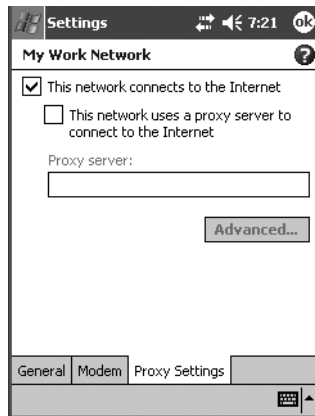 Settings 7:21 ok
My Work Network ?
This network connects to the Internet
This network uses a proxy server to
connect to the Internet
Proxy server:
Advanced...
General Modem Proxy Settings